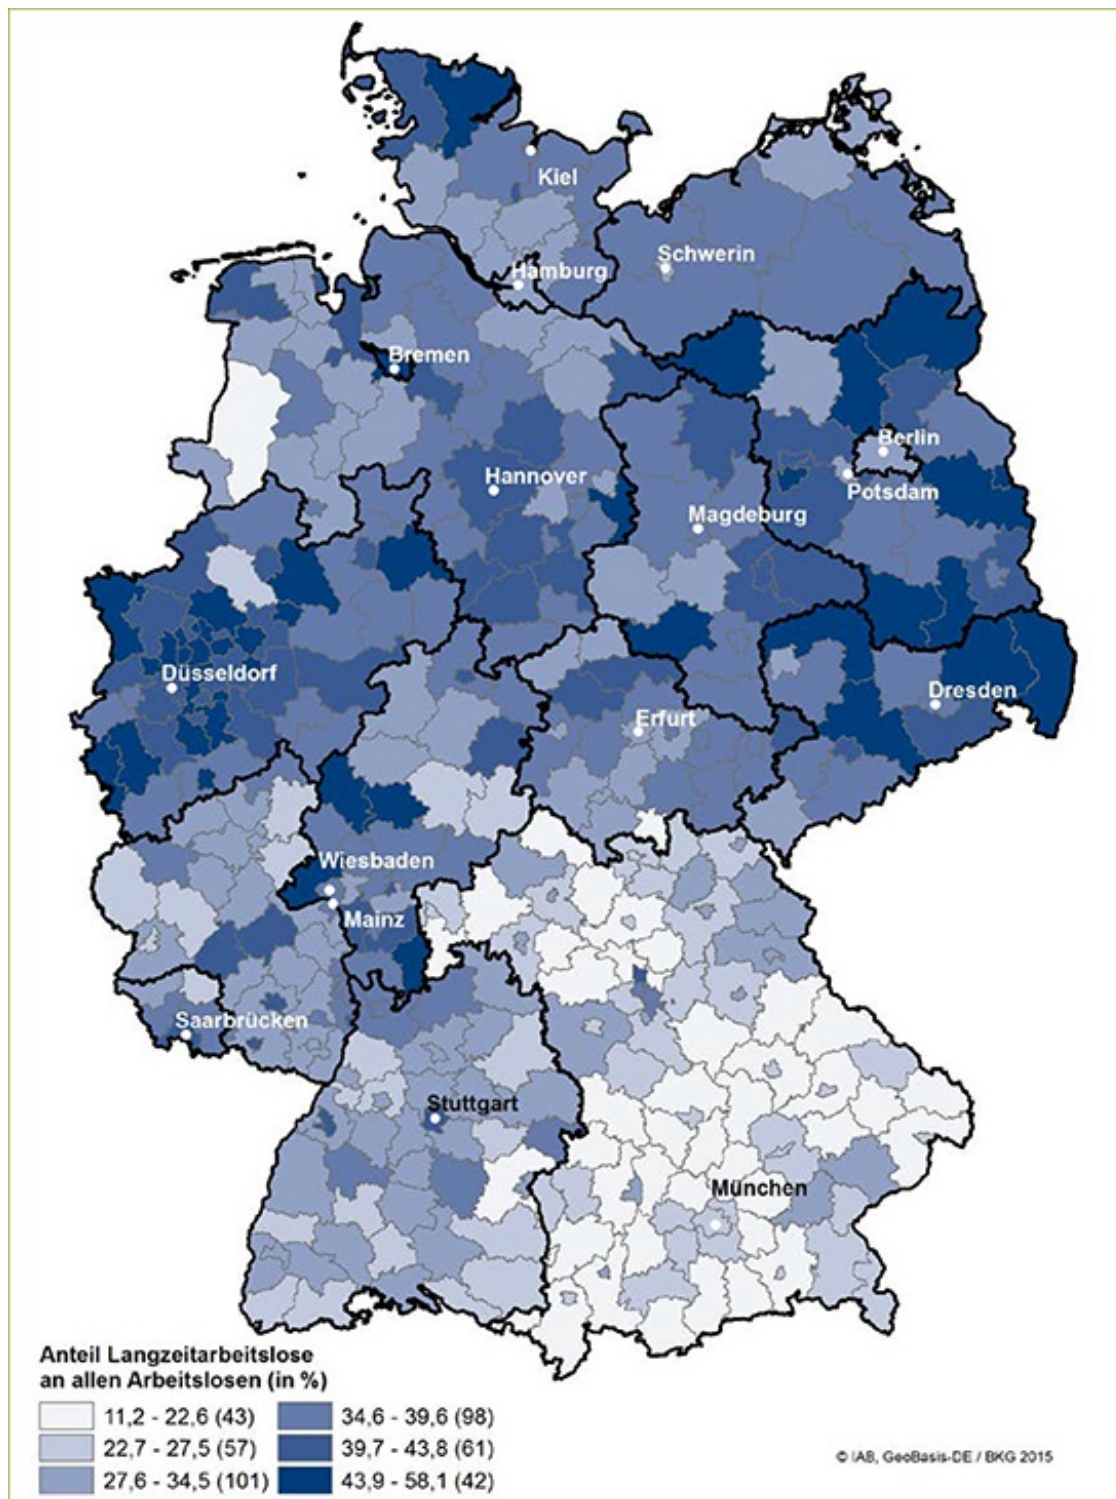 Kiel
Schwerin
Hamburg
Bremen
Berlin
Hannover
Potsdam
Magdeburg
Düsseldorf
Dresden
Erfurt
Wiesbaden
Mainz
Saarbrücken
Stuttgart
München
Anteil Langzeitarbeitslose
an allen Arbeitslosen (in %)
11,2 - 22,6 (43)
34,6 - 39,6 (98)
22,7 - 27,5 (57)
39,7 - 43,8 (61)
27,6 - 34,5 (101)
43,9 - 58,1 (42)
© IAB, GeoBasis-DE / BKG 2015